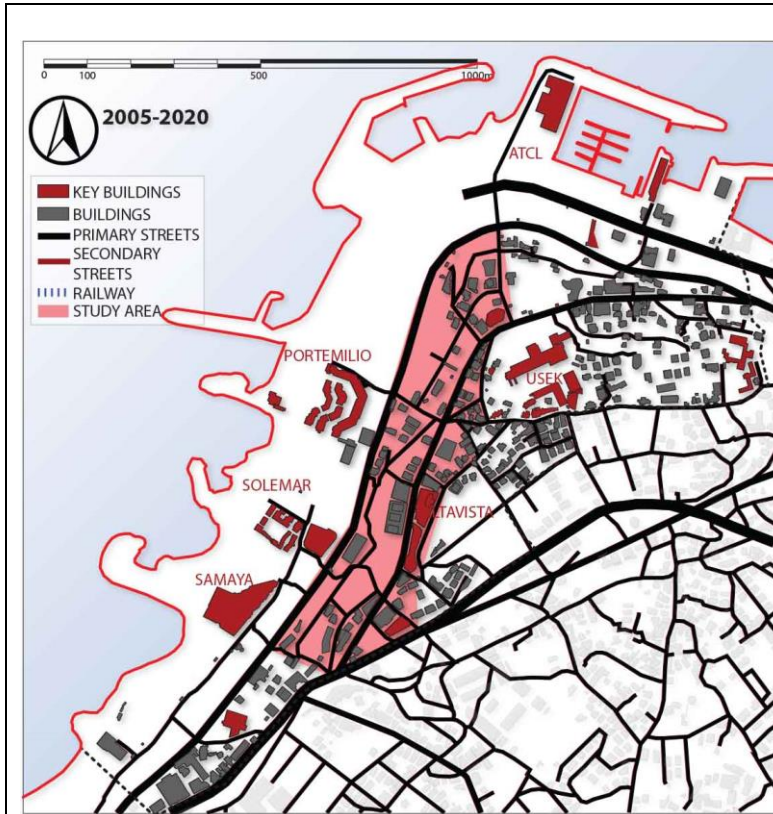 0 100 500 1000m
2005-2020
KEY BUILDINGS
BUILDINGS
PRIMARY STREETS
SECONDARY
STREETS
RAILWAY
STUDY AREA
ATCL
PORTEMILIO
USEK
SOLEMAR
LTAVISTA
SAMAYA